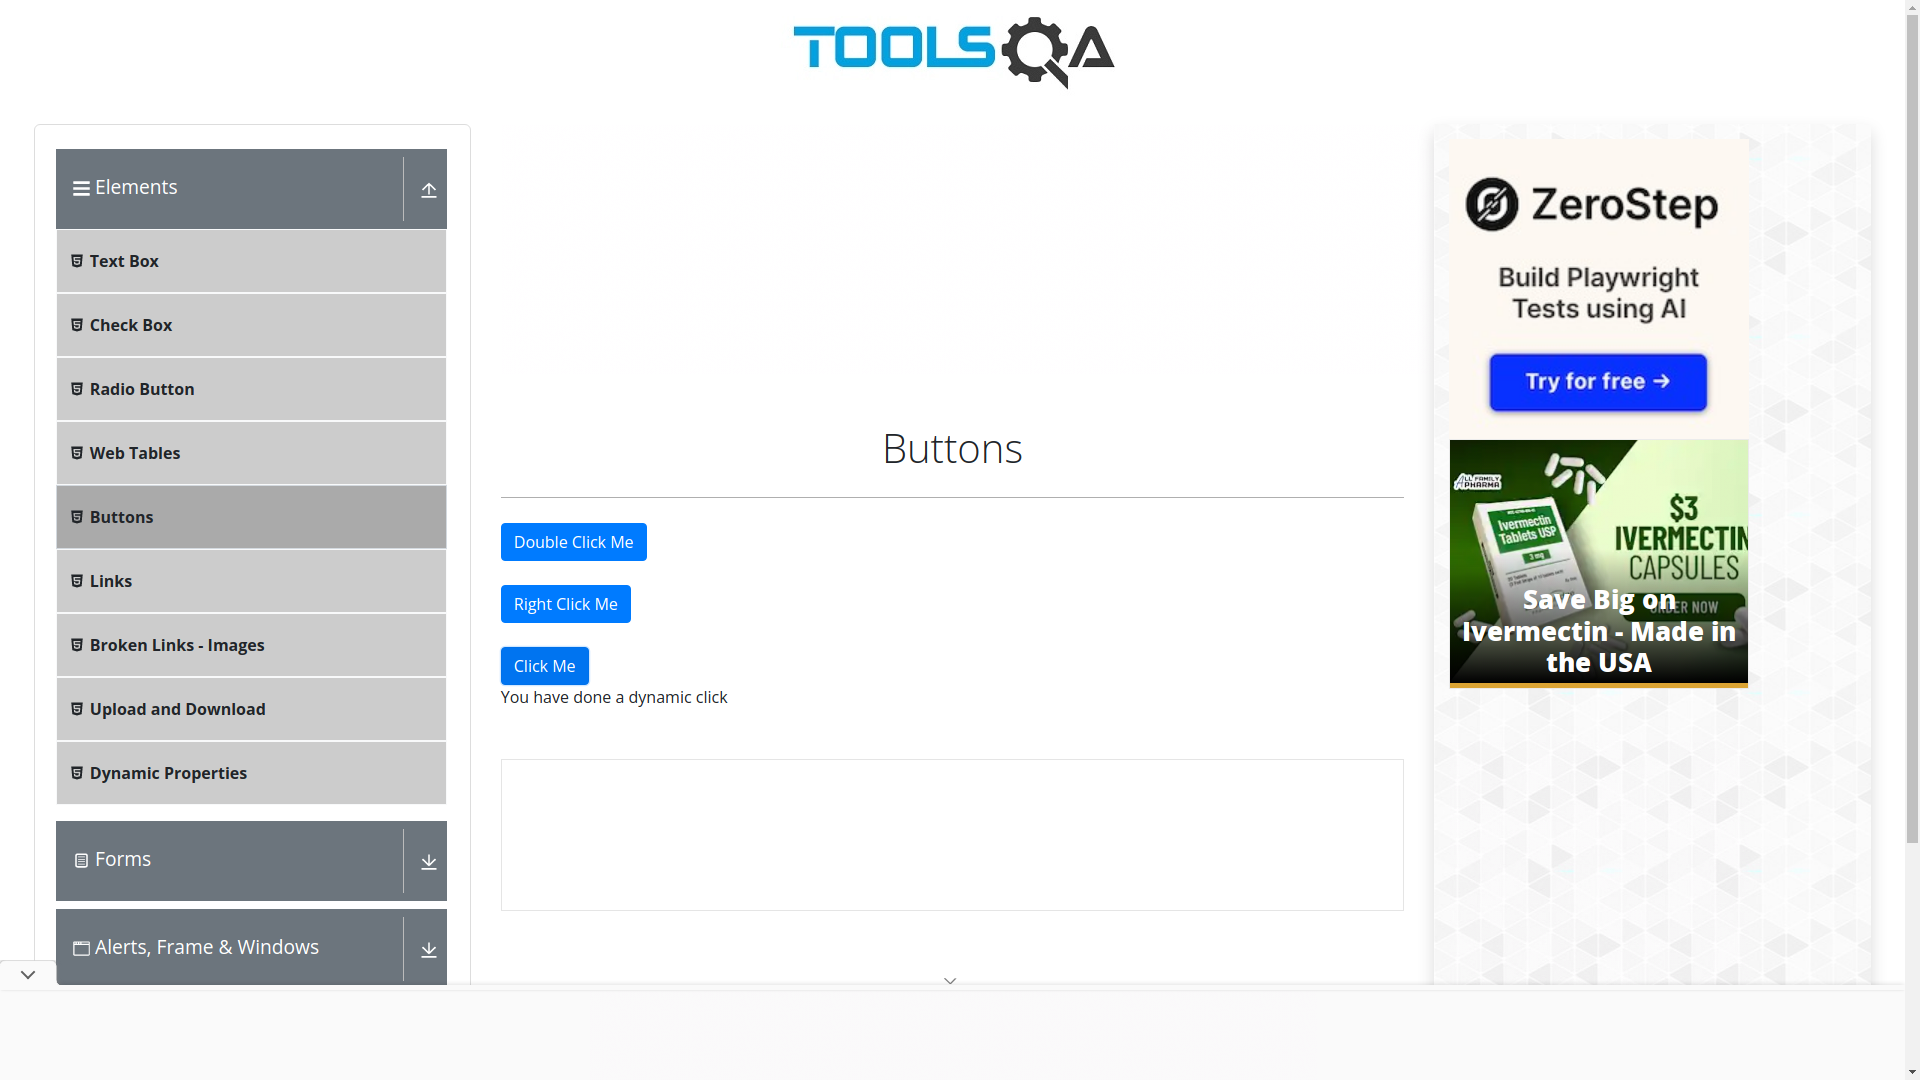 TOOLSQA
Elements
Text Box
Check Box
Radio Button
Web Tables
Buttons
Links
Broken Links - Images
Upload and Download
Dynamic Properties
Forms
Alerts, Frame & Windows
Buttons
Double Click Me
Right Click Me
Click Me
You have done a dynamic click
ZeroStep
Build Playwright
Tests using AI
Try for free →
ALL FAMILY
PHARMA
Ivermectin
Tablets USP
3 mg
$3
IVERMECTIN
CAPSULES
ORDER NOW
Save Big on
Ivermectin - Made in
the USA